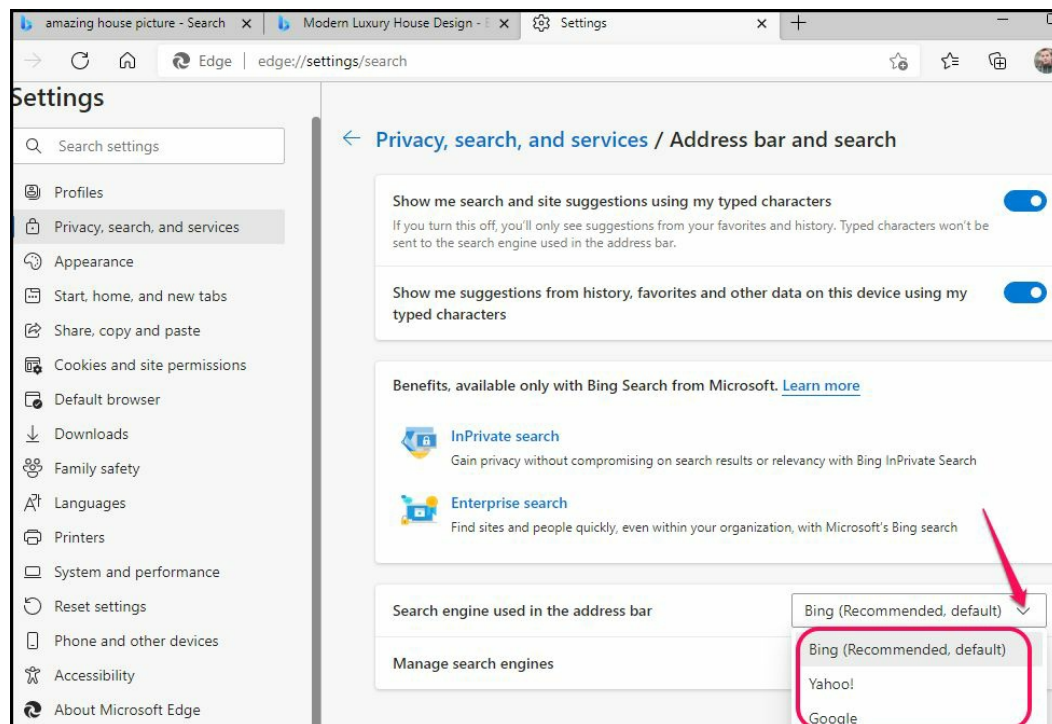 amazing house picture - Search
Modern Luxury House Design -
Settings
Edge
edge://settings/search
Settings
Search settings
Profiles
Privacy, search, and services
Appearance
Start, home, and new tabs
Share, copy and paste
Cookies and site permissions
Default browser
Downloads
Family safety
Languages
Printers
System and performance
Reset settings
Phone and other devices
Accessibility
About Microsoft Edge
Privacy, search, and services / Address bar and search
Show me search and site suggestions using my typed characters
If you turn this off, you'll only see suggestions from your favorites and history. Typed characters won't be
sent to the search engine used in the address bar.
Show me suggestions from history, favorites and other data on this device using my
typed characters
Benefits, available only with Bing Search from Microsoft. Learn more
InPrivate search
Gain privacy without compromising on search results or relevancy with Bing InPrivate Search
Enterprise search
Find sites and people quickly, even within your organization, with Microsoft's Bing search
Search engine used in the address bar
Bing (Recommended, default)
Manage search engines
Bing (Recommended, default)
Yahoo!
Google